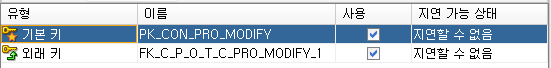 유형 이름 사용 지연 가능 상태
기본 키 PK_CON_PRO_MODIFY 지연할 수 없음
외래 키 FK_C_P_O_T_C_PRO_MODIFY_1 지연할 수 없음